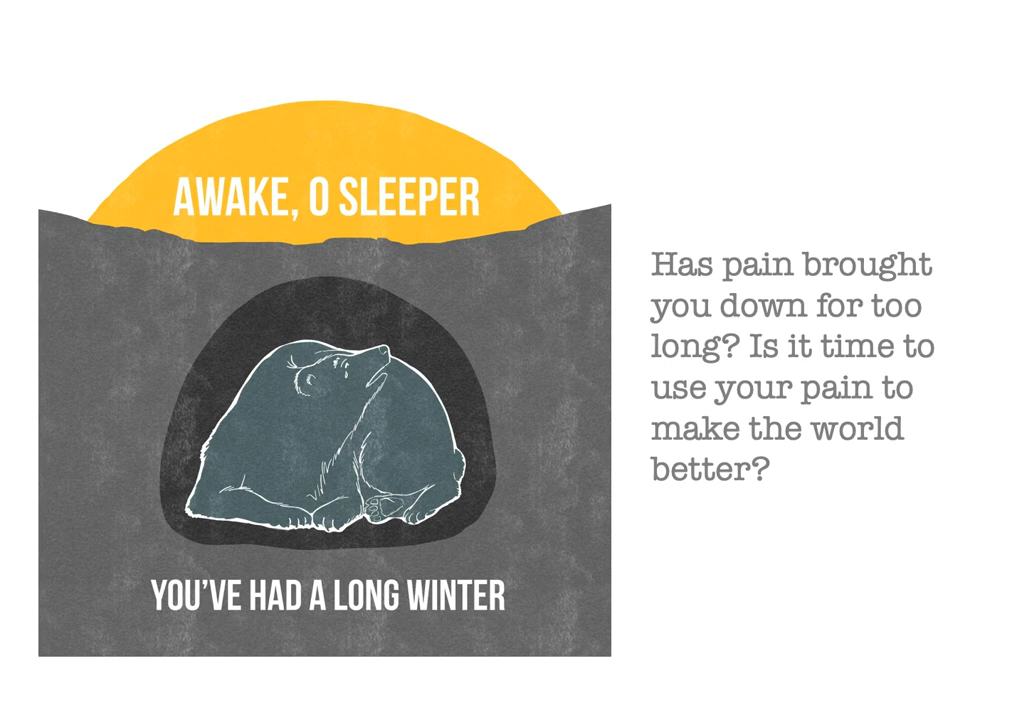 AWAKE, O SLEEPER
YOU'VE HAD A LONG WINTER
Has pain brought
you down for too
long? Is it time to
use your pain to
make the world
better?